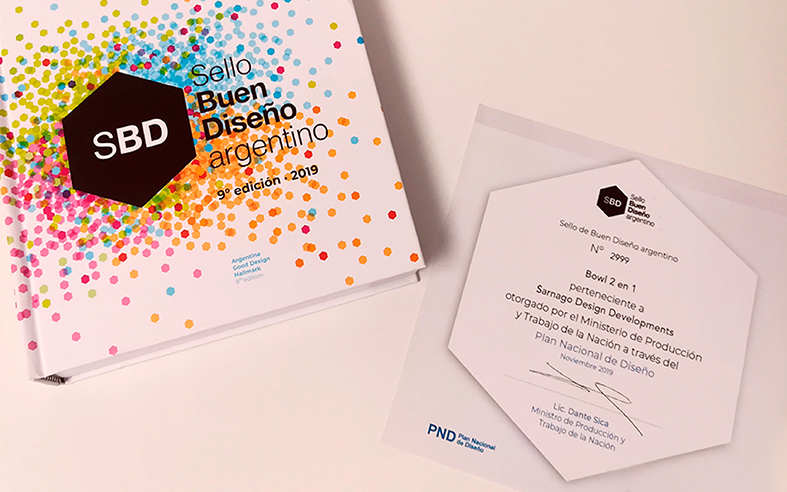 SBD
Sello
Buen
Diseño
argentino
9º edición • 2019
Argentine
Good Design
Hallmark
9th edition
SBD
Sello
Buen
Diseño
argentino
Sello de Buen Diseño argentino
Nº 2999
Bowl 2 en 1
perteneciente a
Sarnago Design Developments
otorgado por el Ministerio de Producción
y Trabajo de la Nación a través del
Plan Nacional de Diseño
Noviembre 2019
Lic. Dante Sica
Ministro de Producción y
Trabajo de la Nación
PND Plan Nacional
de Diseño